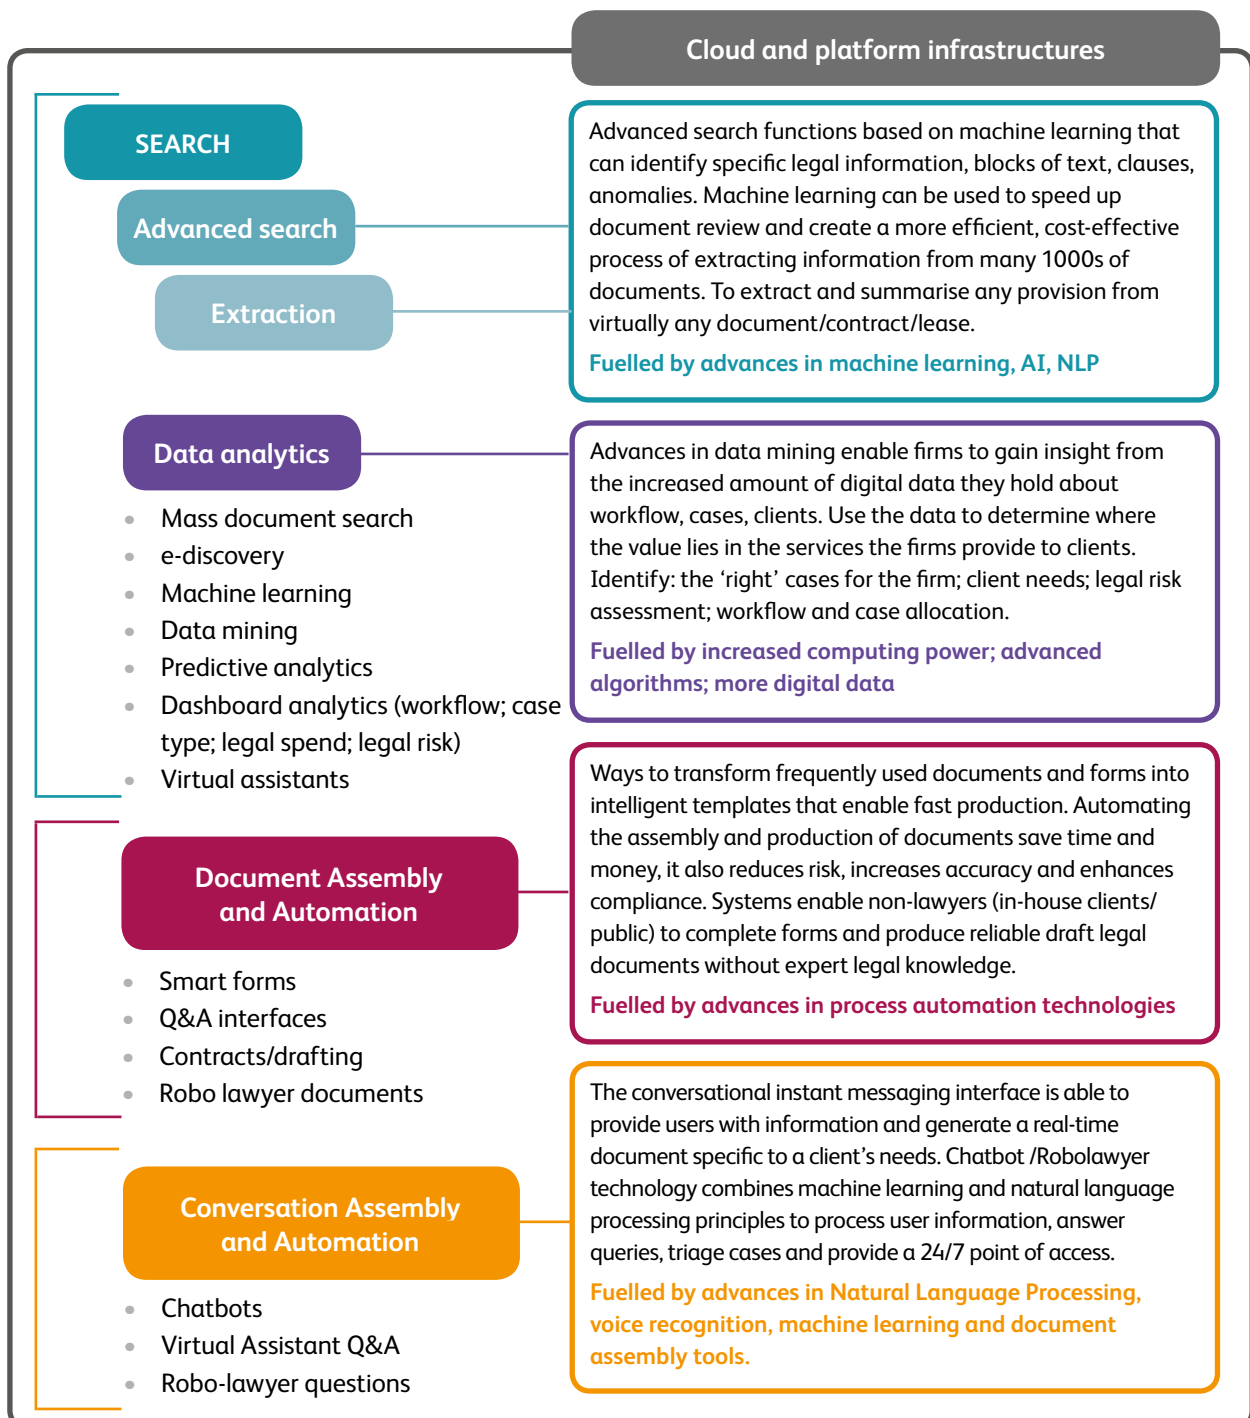 Cloud and platform infrastructures
SEARCH
Advanced search
Extraction
Advanced search functions based on machine learning that
can identify specific legal information, blocks of text, clauses,
anomalies. Machine learning can be used to speed up
document review and create a more efficient, cost-effective
process of extracting information from many 1000s of
documents. To extract and summarise any provision from
virtually any document/contract/lease.
Fuelled by advances in machine learning, AI, NLP
Data analytics
• Mass document search
• e-discovery
• Machine learning
• Data mining
• Predictive analytics
• Dashboard analytics (workflow; case
type; legal spend; legal risk)
• Virtual assistants
Advances in data mining enable firms to gain insight from
the increased amount of digital data they hold about
workflow, cases, clients. Use the data to determine where
the value lies in the services the firms provide to clients.
Identify: the ‘right’ cases for the firm; client needs; legal risk
assessment; workflow and case allocation.
Fuelled by increased computing power; advanced
algorithms; more digital data
Document Assembly
and Automation
• Smart forms
• Q&A interfaces
• Contracts/drafting
• Robo lawyer documents
Ways to transform frequently used documents and forms into
intelligent templates that enable fast production. Automating
the assembly and production of documents save time and
money, it also reduces risk, increases accuracy and enhances
compliance. Systems enable non-lawyers (in-house clients/
public) to complete forms and produce reliable draft legal
documents without expert legal knowledge.
Fuelled by advances in process automation technologies
Conversation Assembly
and Automation
• Chatbots
• Virtual Assistant Q&A
• Robo-lawyer questions
The conversational instant messaging interface is able to
provide users with information and generate a real-time
document specific to a client’s needs. Chatbot /Robolawyer
technology combines machine learning and natural language
processing principles to process user information, answer
queries, triage cases and provide a 24/7 point of access.
Fuelled by advances in Natural Language Processing,
voice recognition, machine learning and document
assembly tools.